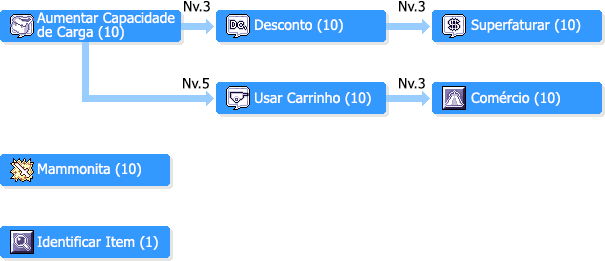 Nv.3
Nv.3
Aumentar Capacidade
de Carga (10)
DC
Desconto (10)
$
Superfaturar (10)
Nv.5
Nv.3
Usar Carrinho (10)
Comércio (10)
Mammonita (10)
Identificar Item (1)